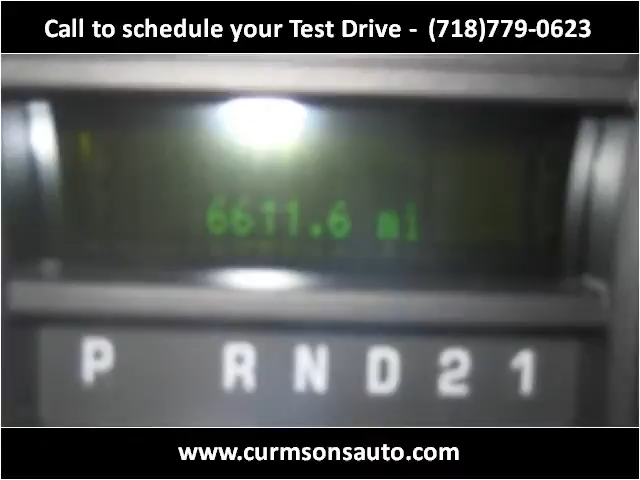 Call to schedule your Test Drive - (718)779-0623
6611.6 mi
P R N D 2 1
www.curmsonsauto.com